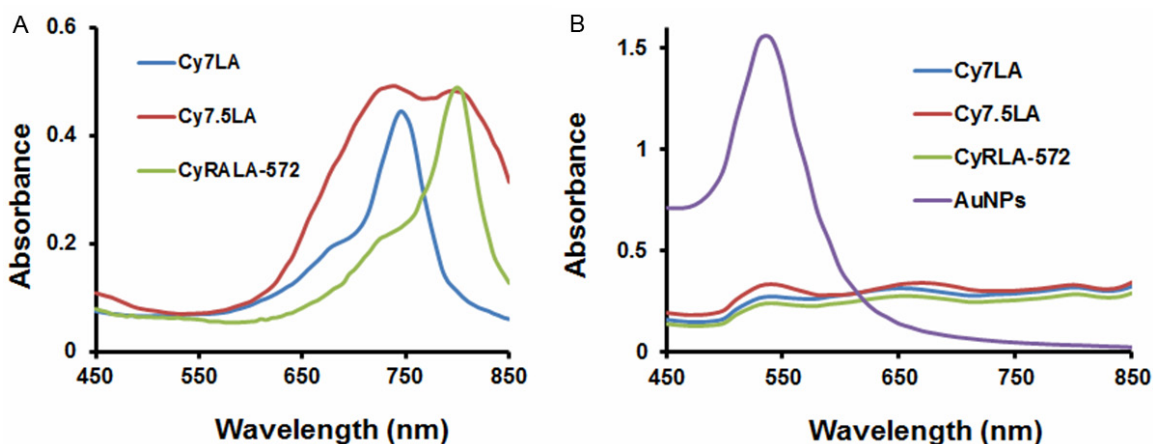 A
Absorbance
0.6
0.4
0.2
0
Cy7LA
Cy7.5LA
CyRALA-572
450
550
650
750
850
Wavelength (nm)
B
Absorbance
1.5
1
0.5
0
Cy7LA
Cy7.5LA
CyRLA-572
AuNPs
450
550
650
750
850
Wavelength (nm)